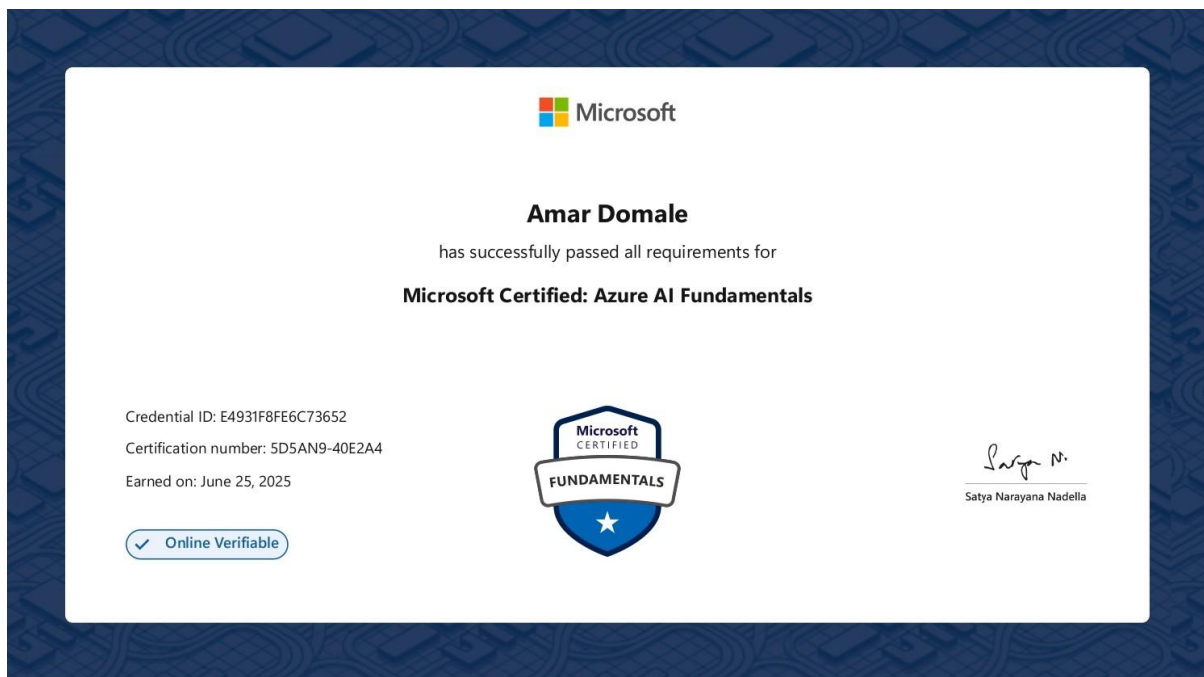 Microsoft
Amar Domale
has successfully passed all requirements for
Microsoft Certified: Azure AI Fundamentals
Credential ID: E4931F8FE6C73652
Certification number: 5D5AN9-40E2A4
Earned on: June 25, 2025
Online Verifiable
Microsoft
CERTIFIED
FUNDAMENTALS
Satya N.
Satya Narayana Nadella